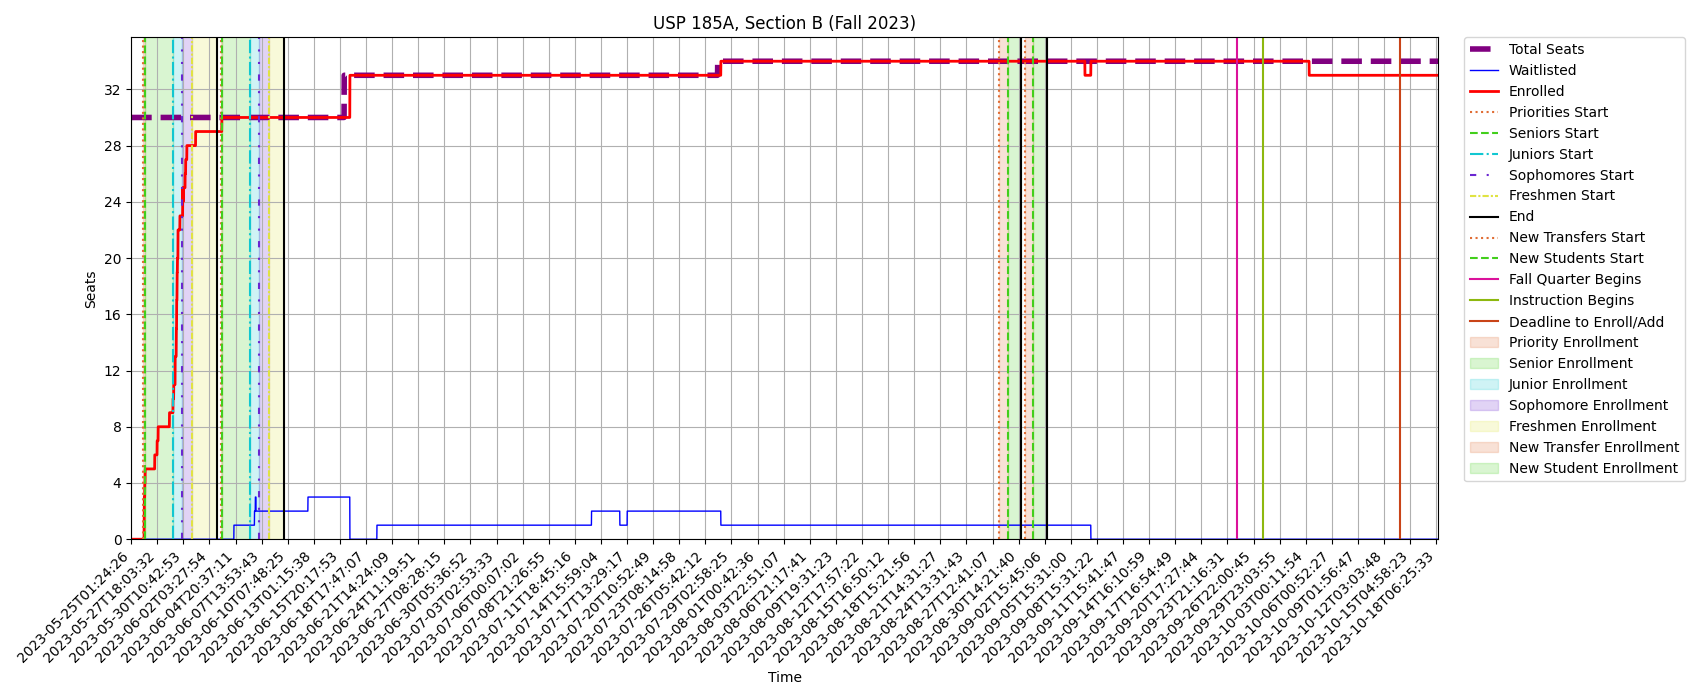 USP 185A, Section B (Fall 2023)
Seats
32
28
24
20
16
12
8
4
0
2023-05-25T01:24:26
2023-05-27T18:03:32
2023-05-30T10:42:53
2023-06-02T03:27:54
2023-06-04T20:37:11
2023-06-07T13:53:43
2023-06-10T07:48:25
2023-06-13T01:15:38
2023-06-15T20:17:53
2023-06-18T17:47:07
2023-06-21T14:24:09
2023-06-24T11:19:51
2023-06-27T08:28:15
2023-06-30T05:36:52
2023-07-03T02:53:33
2023-07-06T00:07:02
2023-07-08T21:26:55
2023-07-11T18:45:16
2023-07-14T15:59:04
2023-07-17T13:29:17
2023-07-20T10:52:49
2023-07-23T08:14:58
2023-07-26T05:42:12
2023-07-29T02:58:25
2023-08-01T00:42:36
2023-08-03T22:51:07
2023-08-06T21:17:41
2023-08-09T19:31:23
2023-08-12T17:57:22
2023-08-15T16:50:12
2023-08-18T15:21:56
2023-08-21T14:31:27
2023-08-24T13:31:43
2023-08-27T12:41:07
2023-08-30T14:21:40
2023-09-02T15:45:06
2023-09-05T15:31:00
2023-09-08T15:31:22
2023-09-11T15:41:47
2023-09-14T16:10:59
2023-09-17T16:54:49
2023-09-20T17:27:44
2023-09-23T21:16:31
2023-09-26T22:00:45
2023-09-29T23:03:55
2023-10-03T00:11:54
2023-10-06T00:52:27
2023-10-09T01:56:47
2023-10-12T03:03:48
2023-10-15T04:58:23
2023-10-18T06:25:33
Time
Total Seats
Waitlisted
Enrolled
Priorities Start
Seniors Start
Juniors Start
Sophomores Start
Freshmen Start
End
New Transfers Start
New Students Start
Fall Quarter Begins
Instruction Begins
Deadline to Enroll/Add
Priority Enrollment
Senior Enrollment
Junior Enrollment
Sophomore Enrollment
Freshmen Enrollment
New Transfer Enrollment
New Student Enrollment